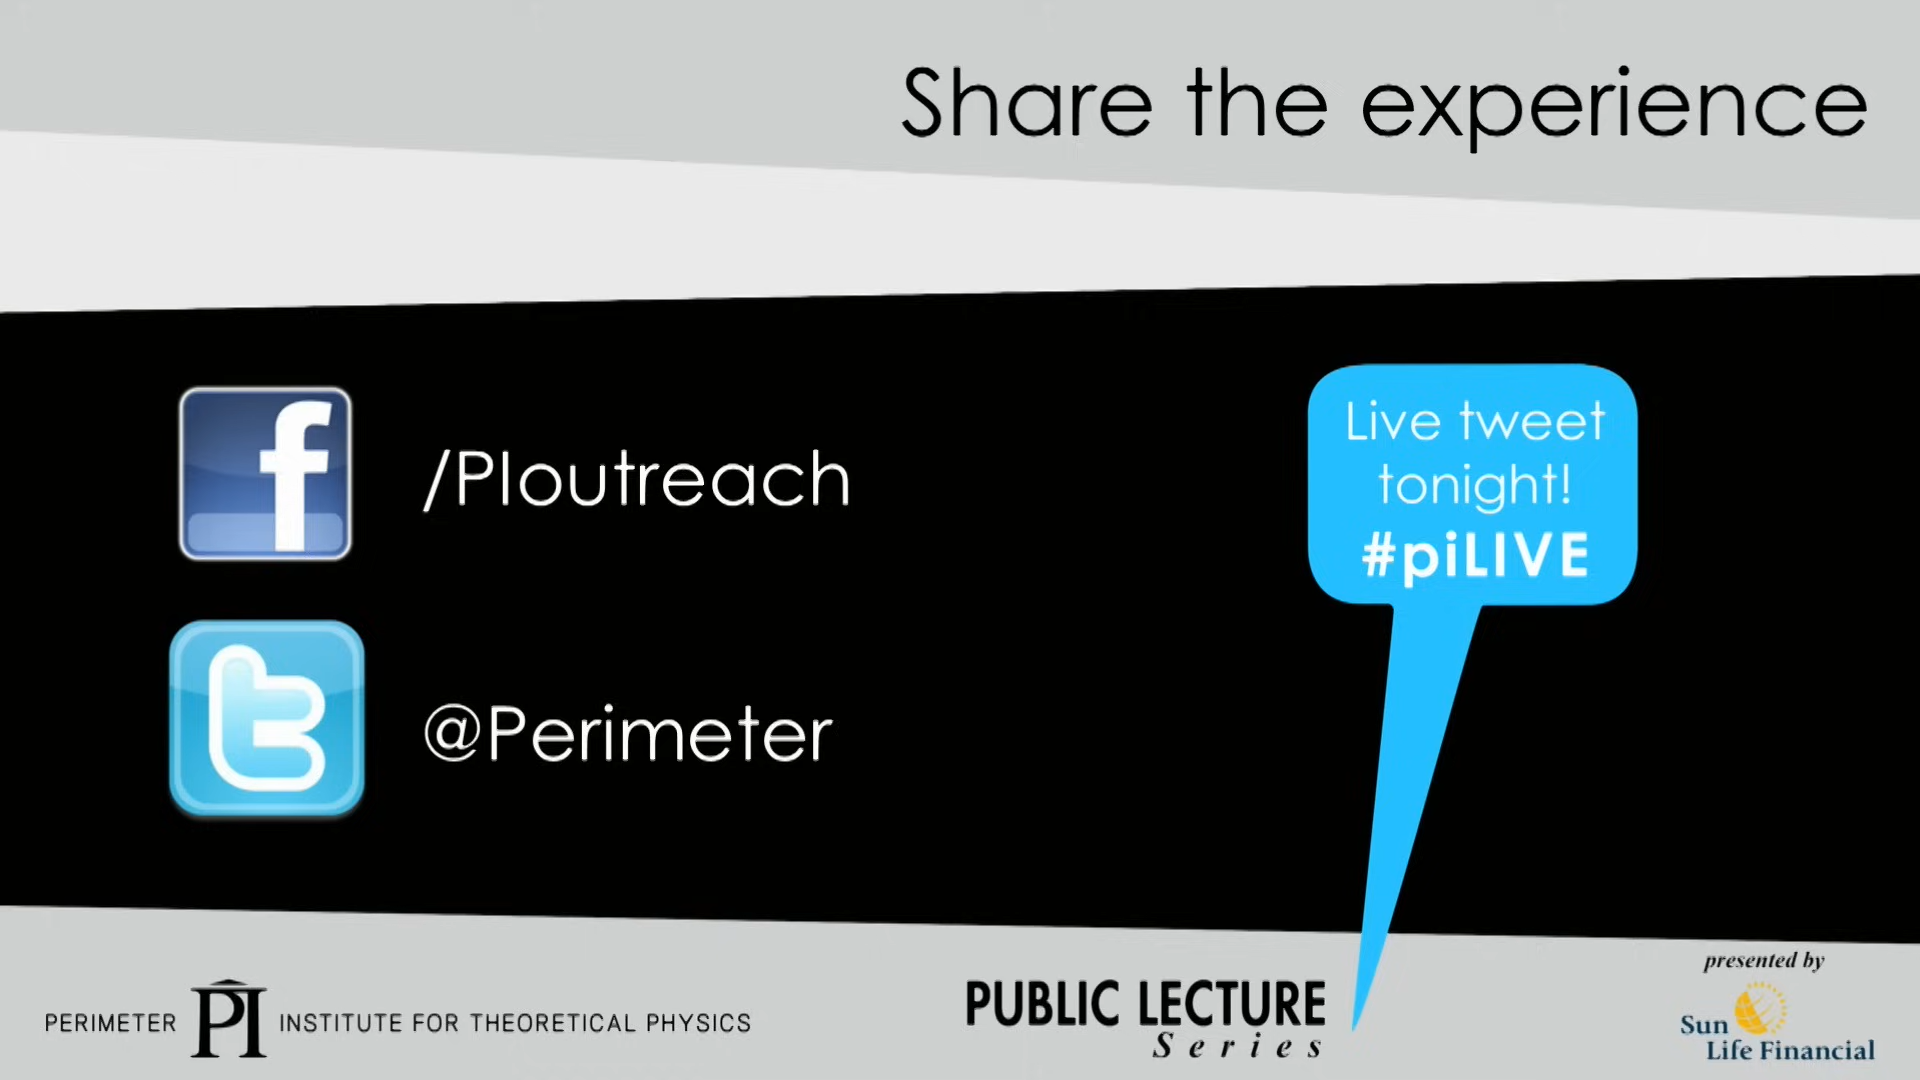 Share the experience
/PIoutreach
@Perimeter
Live tweet
tonight!
#piLIVE
PERIMETER PI INSTITUTE FOR THEORETICAL PHYSICS
PUBLIC LECTURE
Series
presented by
Sun
Life Financial